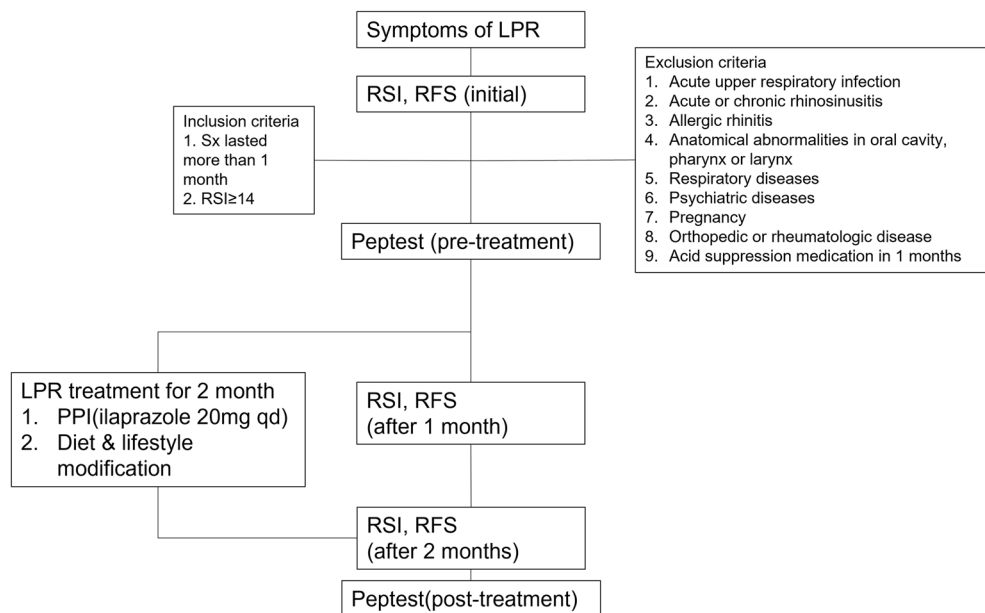 Symptoms of LPR
RSI, RFS (initial)
Inclusion criteria
1. Sx lasted
more than 1
month
2. RSI≥14
Exclusion criteria
1. Acute upper respiratory infection
2. Acute or chronic rhinosinusitis
3. Allergic rhinitis
4. Anatomical abnormalities in oral cavity,
pharynx or larynx
5. Respiratory diseases
6. Psychiatric diseases
7. Pregnancy
8. Orthopedic or rheumatologic disease
9. Acid suppression medication in 1 months
Peptest (pre-treatment)
LPR treatment for 2 month
1. PPI(ilaprazole 20mg qd)
2. Diet & lifestyle
modification
RSI, RFS
(after 1 month)
RSI, RFS
(after 2 months)
Peptest(post-treatment)